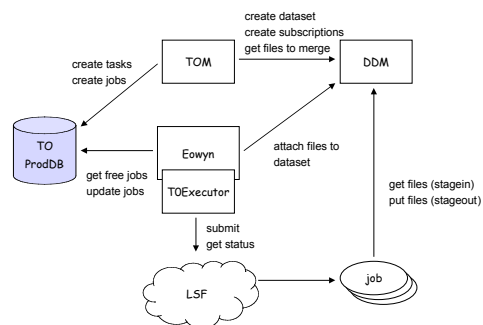 create dataset
create subscriptions
get files to merge
create tasks
create jobs
TOM
DDM
TO
ProdDB
Eowyn
attach files to
dataset
get free jobs
update jobs
T0Executor
get files (stagein)
put files (stageout)
submit
get status
LSF
job